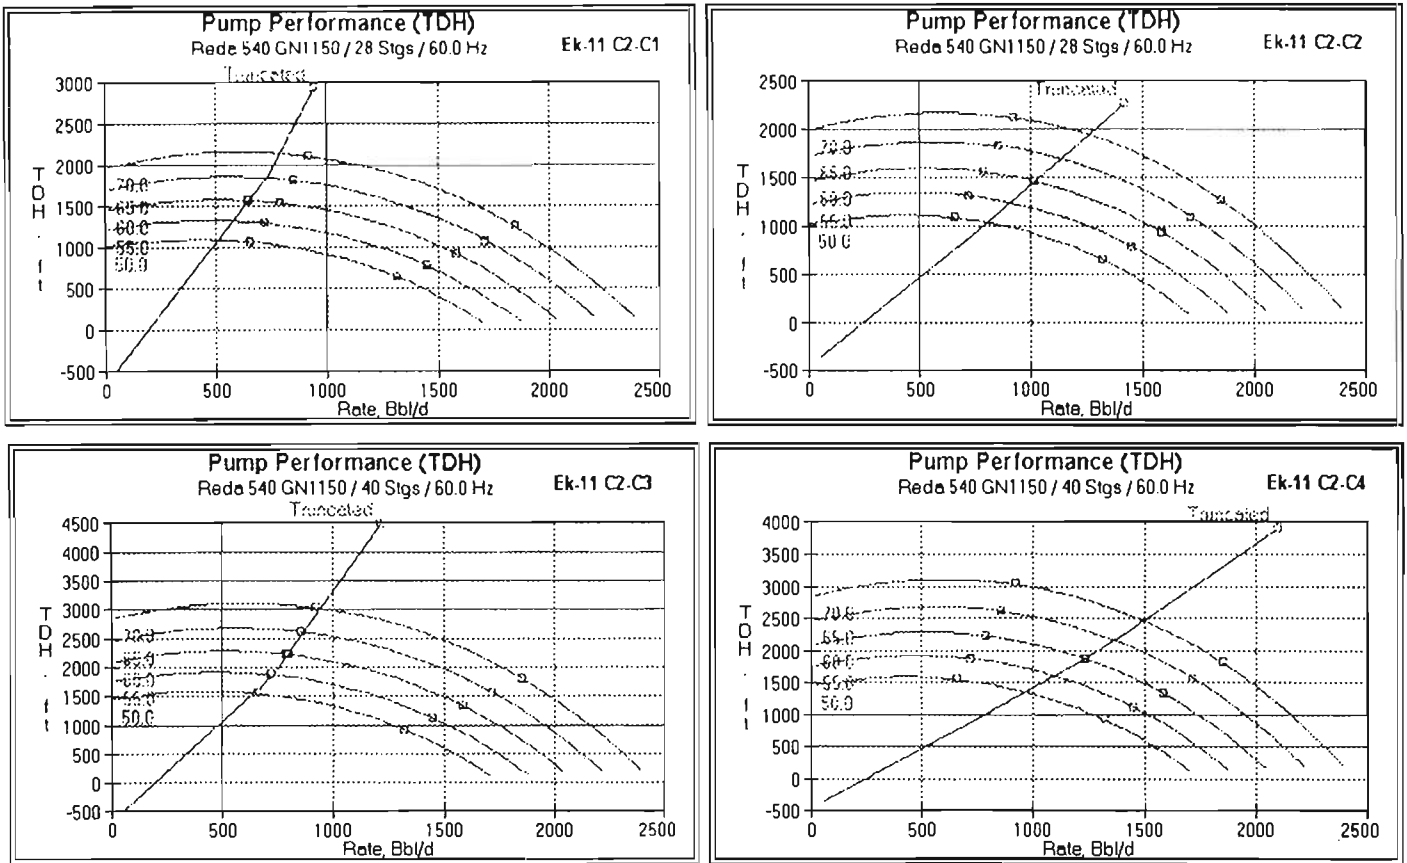 Pump Performance (TDH)
Reda 540 GN1150 / 28 Stgs / 60.0 Hz
Ek-11 C2-C1
Truncated
3000
2500
2000
1500
1000
500
0
-500
TDH, ft
70.0
65.0
60.0
55.0
50.0
0 500 1000 1500 2000 2500
Rate, Bbl/d
Pump Performance (TDH)
Reda 540 GN1150 / 28 Stgs / 60.0 Hz
Ek-11 C2-C2
Truncated
2500
2000
1500
1000
500
0
-500
TDH, ft
70.0
65.0
60.0
55.0
50.0
0 500 1000 1500 2000 2500
Rate, Bbl/d
Pump Performance (TDH)
Reda 540 GN1150 / 40 Stgs / 60.0 Hz
Ek-11 C2-C3
Truncated
4500
4000
3500
3000
2500
2000
1500
1000
500
0
-500
TDH, ft
70.0
65.0
60.0
55.0
50.0
0 500 1000 1500 2000 2500
Rate, Bbl/d
Pump Performance (TDH)
Reda 540 GN1150 / 40 Stgs / 60.0 Hz
Ek-11 C2-C4
Truncated
4000
3500
3000
2500
2000
1500
1000
500
0
-500
TDH, ft
70.0
65.0
60.0
55.0
50.0
0 500 1000 1500 2000 2500
Rate, Bbl/d